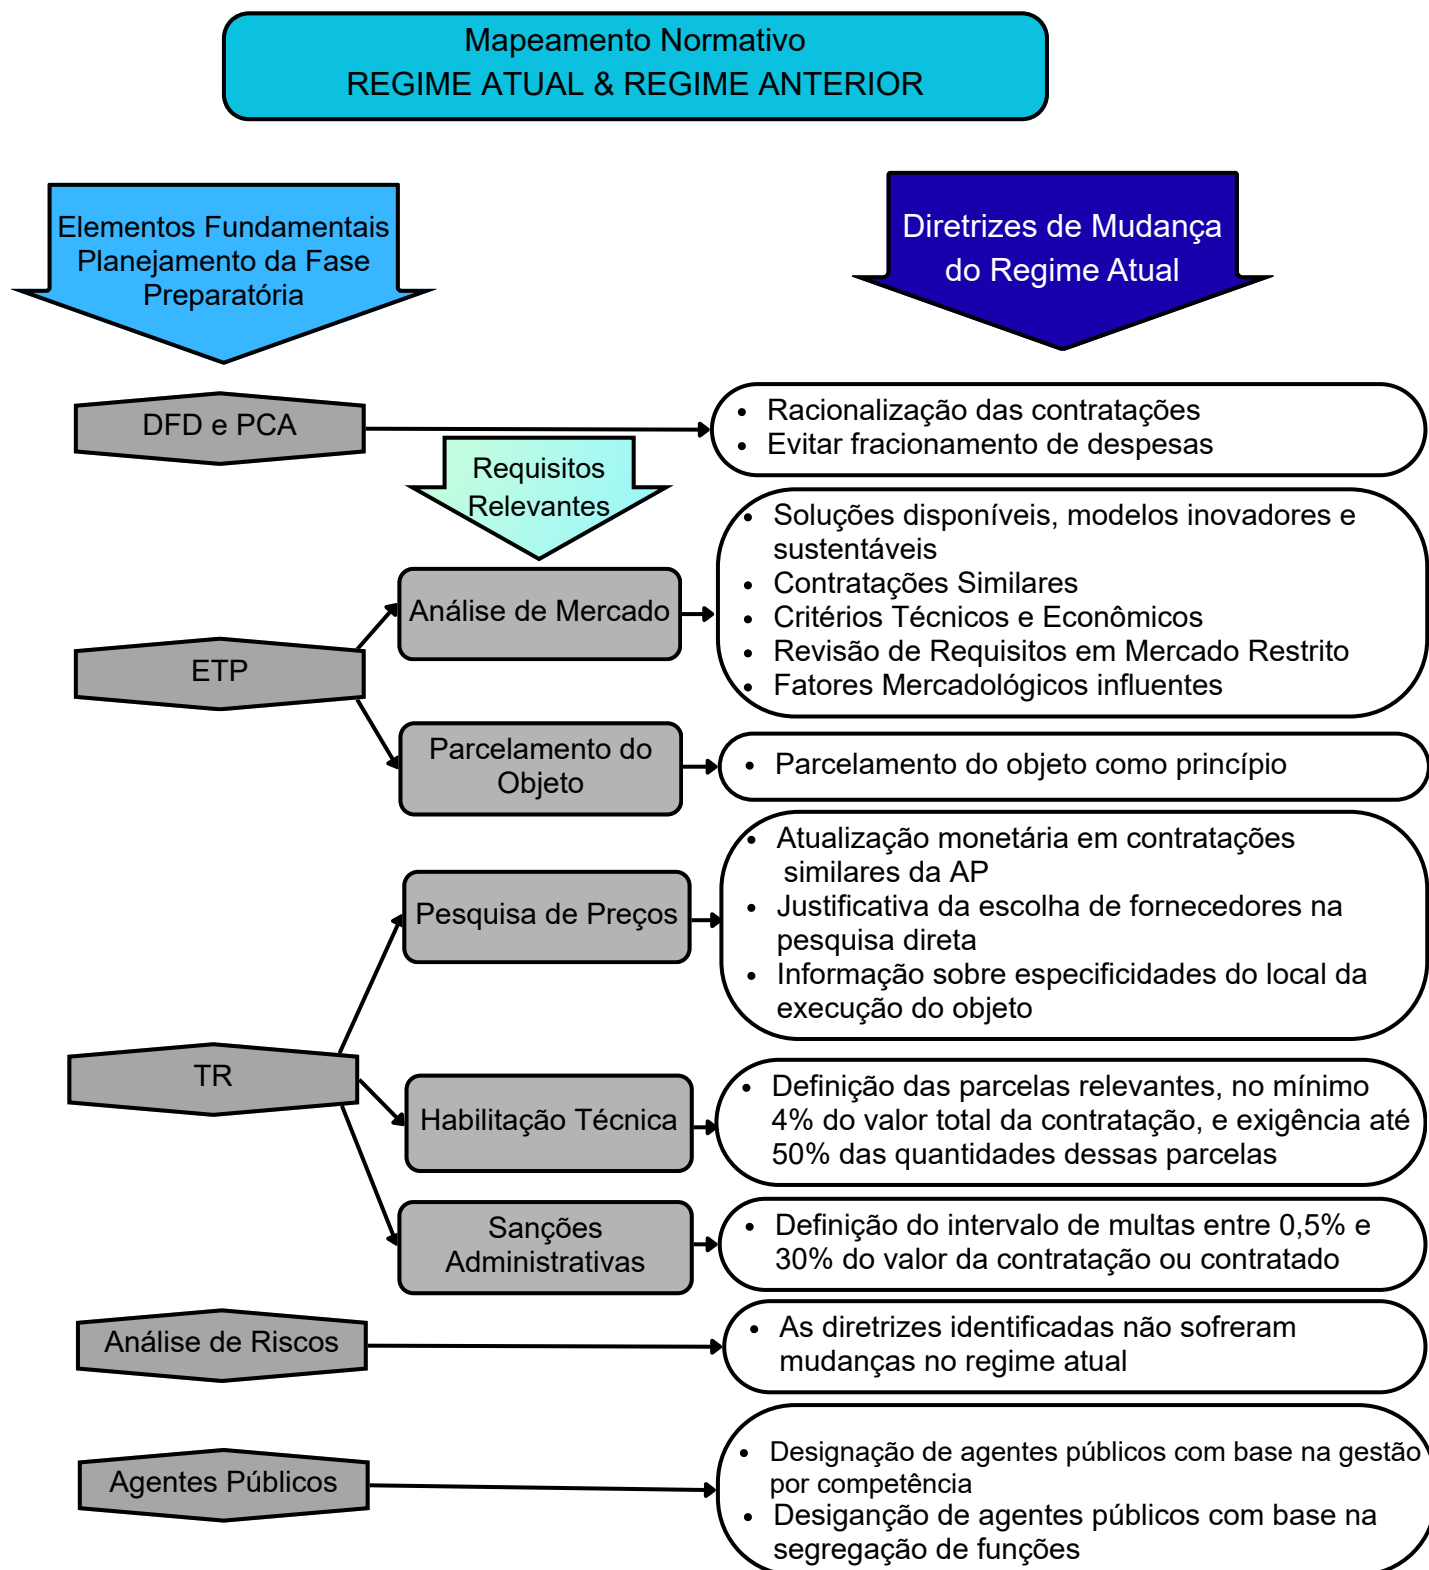 Mapeamento Normativo
REGIME ATUAL & REGIME ANTERIOR
Elementos Fundamentais
Planejamento da Fase
Preparatória
Diretrizes de Mudança
do Regime Atual
DFD e PCA
• Racionalização das contratações
• Evitar fracionamento de despesas
Requisitos
Relevantes
ETP
Análise de Mercado
• Soluções disponíveis, modelos inovadores e
sustentáveis
• Contratações Similares
• Critérios Técnicos e Econômicos
• Revisão de Requisitos em Mercado Restrito
• Fatores Mercadológicos influentes
Parcelamento do
Objeto
• Parcelamento do objeto como princípio
TR
Pesquisa de Preços
• Atualização monetária em contratações
similares da AP
• Justificativa da escolha de fornecedores na
pesquisa direta
• Informação sobre especificidades do local da
execução do objeto
Habilitação Técnica
• Definição das parcelas relevantes, no mínimo
4% do valor total da contratação, e exigência até
50% das quantidades dessas parcelas
Sanções
Administrativas
• Definição do intervalo de multas entre 0,5% e
30% do valor da contratação ou contratado
Análise de Riscos
• As diretrizes identificadas não sofreram
mudanças no regime atual
Agentes Públicos
• Designação de agentes públicos com base na gestão
por competência
• Desiganção de agentes públicos com base na
segregação de funções